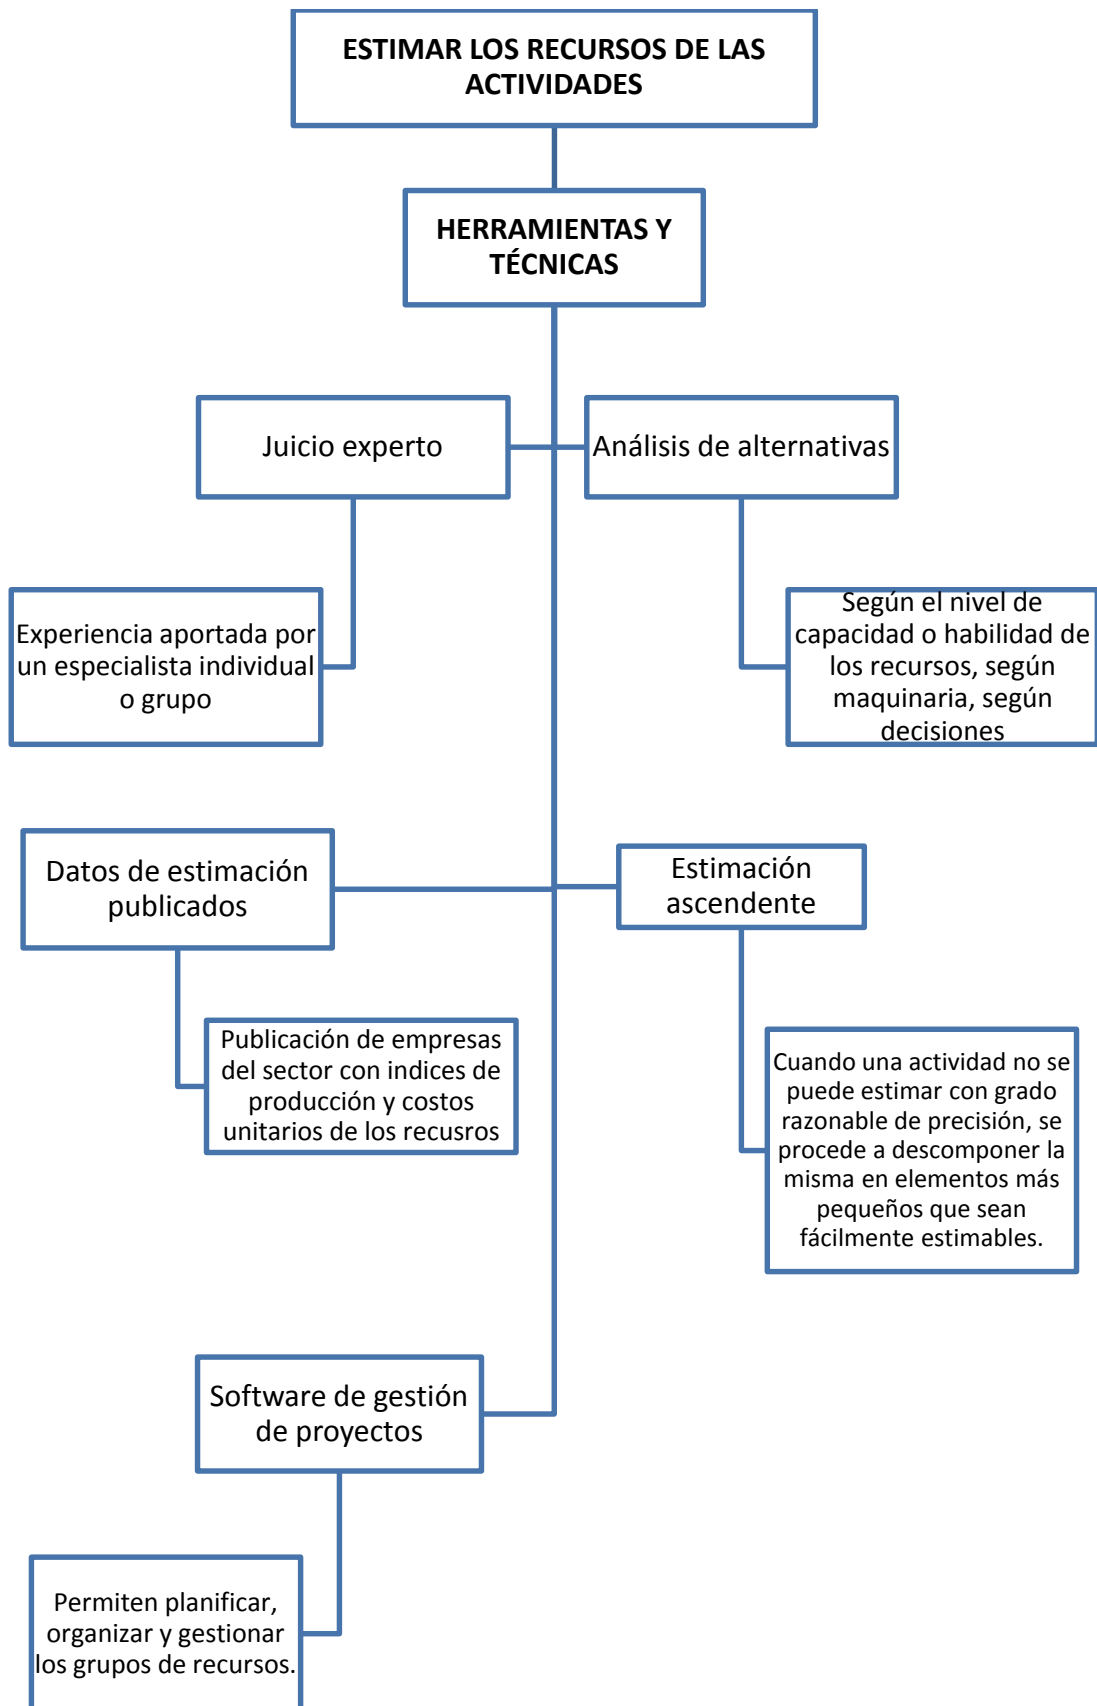 ESTIMAR LOS RECURSOS DE LAS
ACTIVIDADES
HERRAMIENTAS Y
TÉCNICAS
Juicio experto
Análisis de alternativas
Experiencia aportada por
un especialista individual
o grupo
Según el nivel de
capacidad o habilidad de
los recursos, según
maquinaria, según
decisiones
Datos de estimación
publicados
Estimación
ascendente
Publicación de empresas
del sector con indices de
producción y costos
unitarios de los recusros
Cuando una actividad no se
puede estimar con grado
razonable de precisión, se
procede a descomponer la
misma en elementos más
pequeños que sean
fácilmente estimables.
Software de gestión
de proyectos
Permiten planificar,
organizar y gestionar
los grupos de recursos.